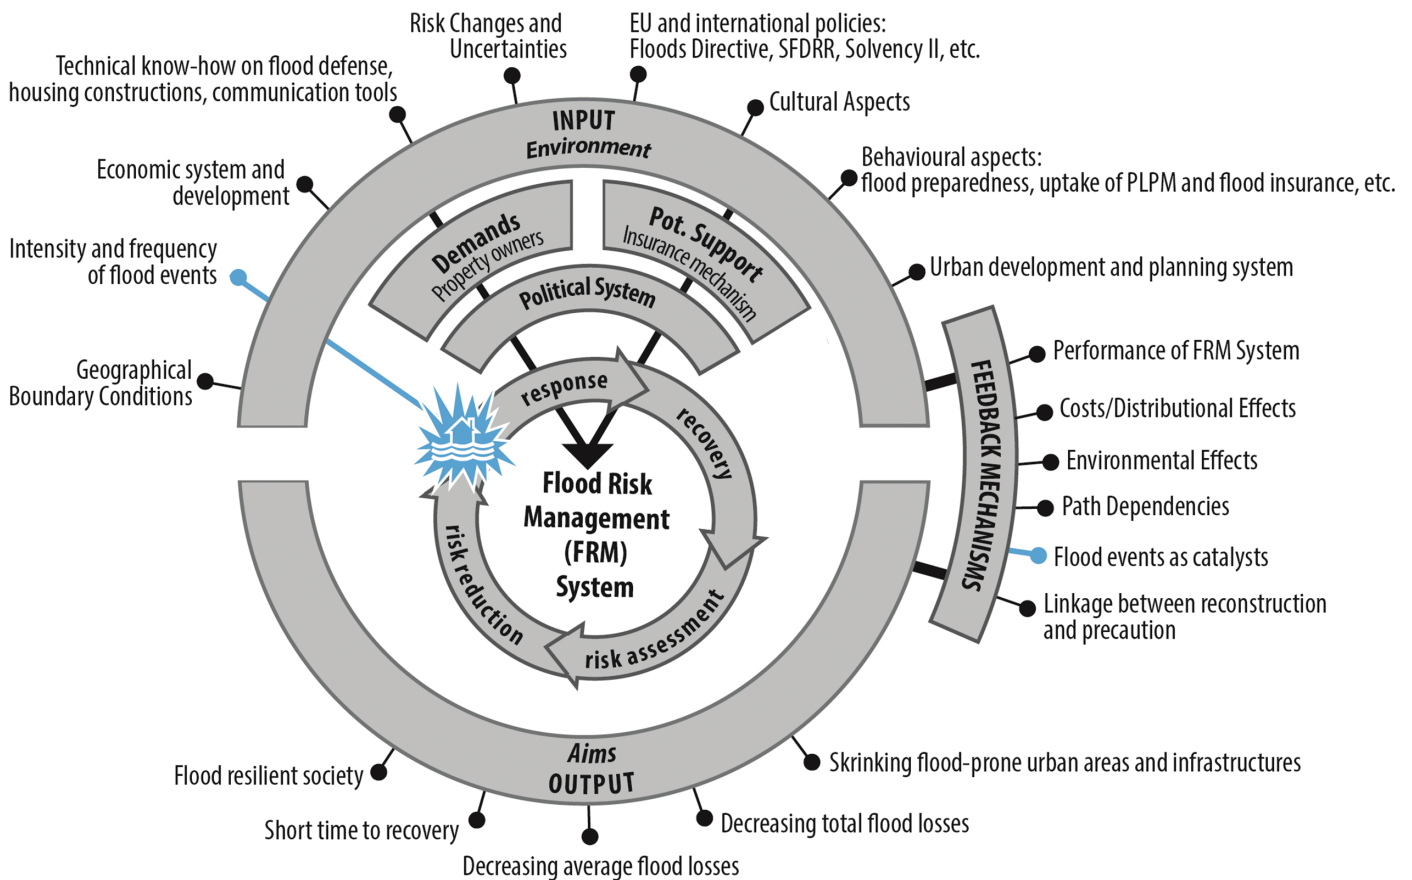 Risk Changes and
Uncertainties
EU and international policies:
Floods Directive, SFDRR, Solvency II, etc.
Technical know-how on flood defense,
housing constructions, communication tools
Cultural Aspects
INPUT
Environment
Economic system and
development
Behavioural aspects:
flood preparedness, uptake of PLPM and flood insurance, etc.
Intensity and frequency
of flood events
Demands
Property owners
Pot. Support
Insurance mechanism
Political System
Urban development and planning system
Geographical
Boundary Conditions
response
recovery
risk assessment
risk reduction
Flood Risk
Management
(FRM)
System
FEEDBACK MECHANISMS
Performance of FRM System
Costs/Distributional Effects
Environmental Effects
Path Dependencies
Flood events as catalysts
Linkage between reconstruction
and precaution
Aims
OUTPUT
Flood resilient society
Short time to recovery
Decreasing average flood losses
Decreasing total flood losses
Skrinking flood-prone urban areas and infrastructures